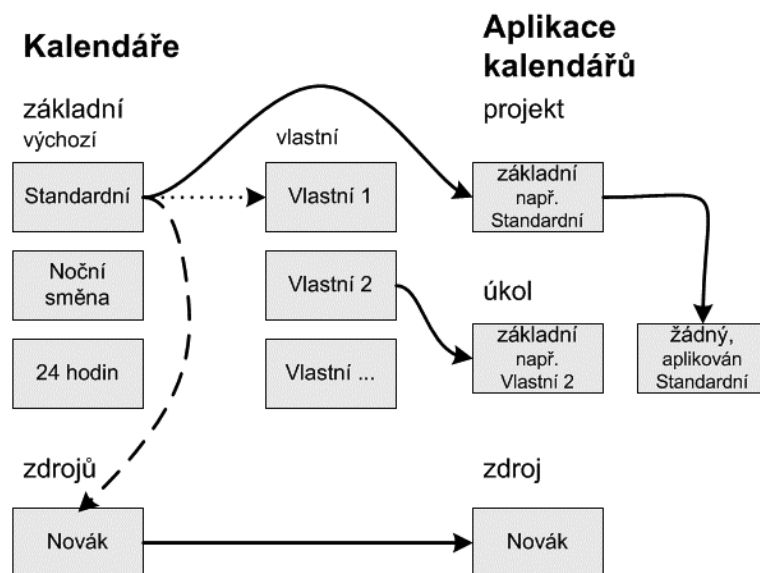 Kalendáře
Aplikace
kalendářů
základní
výchozí
vlastní
projekt
Standardní
Vlastní 1
základní
např.
Standardní
Noční
směna
Vlastní 2
úkol
24 hodin
Vlastní ...
základní
např.
Vlastní 2
žádný,
aplikován
Standardní
zdrojů
zdroj
Novák
Novák